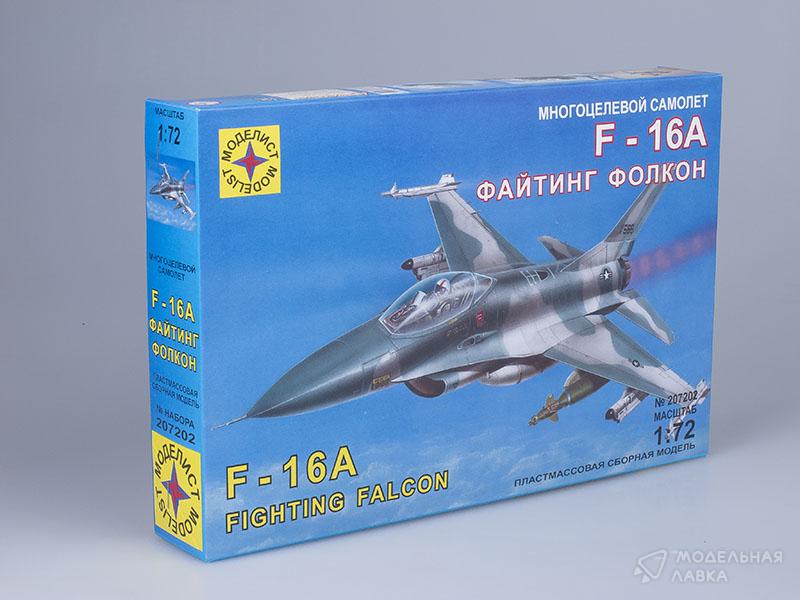 МАСШТАБ
1:72
МНОГОЦЕЛЕВОЙ
САМОЛЕТ
F-16A
ФАЙТИНГ
ФОЛКОН
ПЛАСТМАССОВАЯ
СБОРНАЯ МОДЕЛЬ
№ НАБОРА
207202
МОДЕЛИСТ
MODELIST
МОДЕЛИСТ
MODELIST
МНОГОЦЕЛЕВОЙ САМОЛЕТ
F - 16A
ФАЙТИНГ ФОЛКОН
F - 16A
FIGHTING FALCON
№ 207202
МАСШТАБ
1:72
ПЛАСТМАССОВАЯ СБОРНАЯ МОДЕЛЬ
МОДЕЛЬНАЯ
ЛАВКА